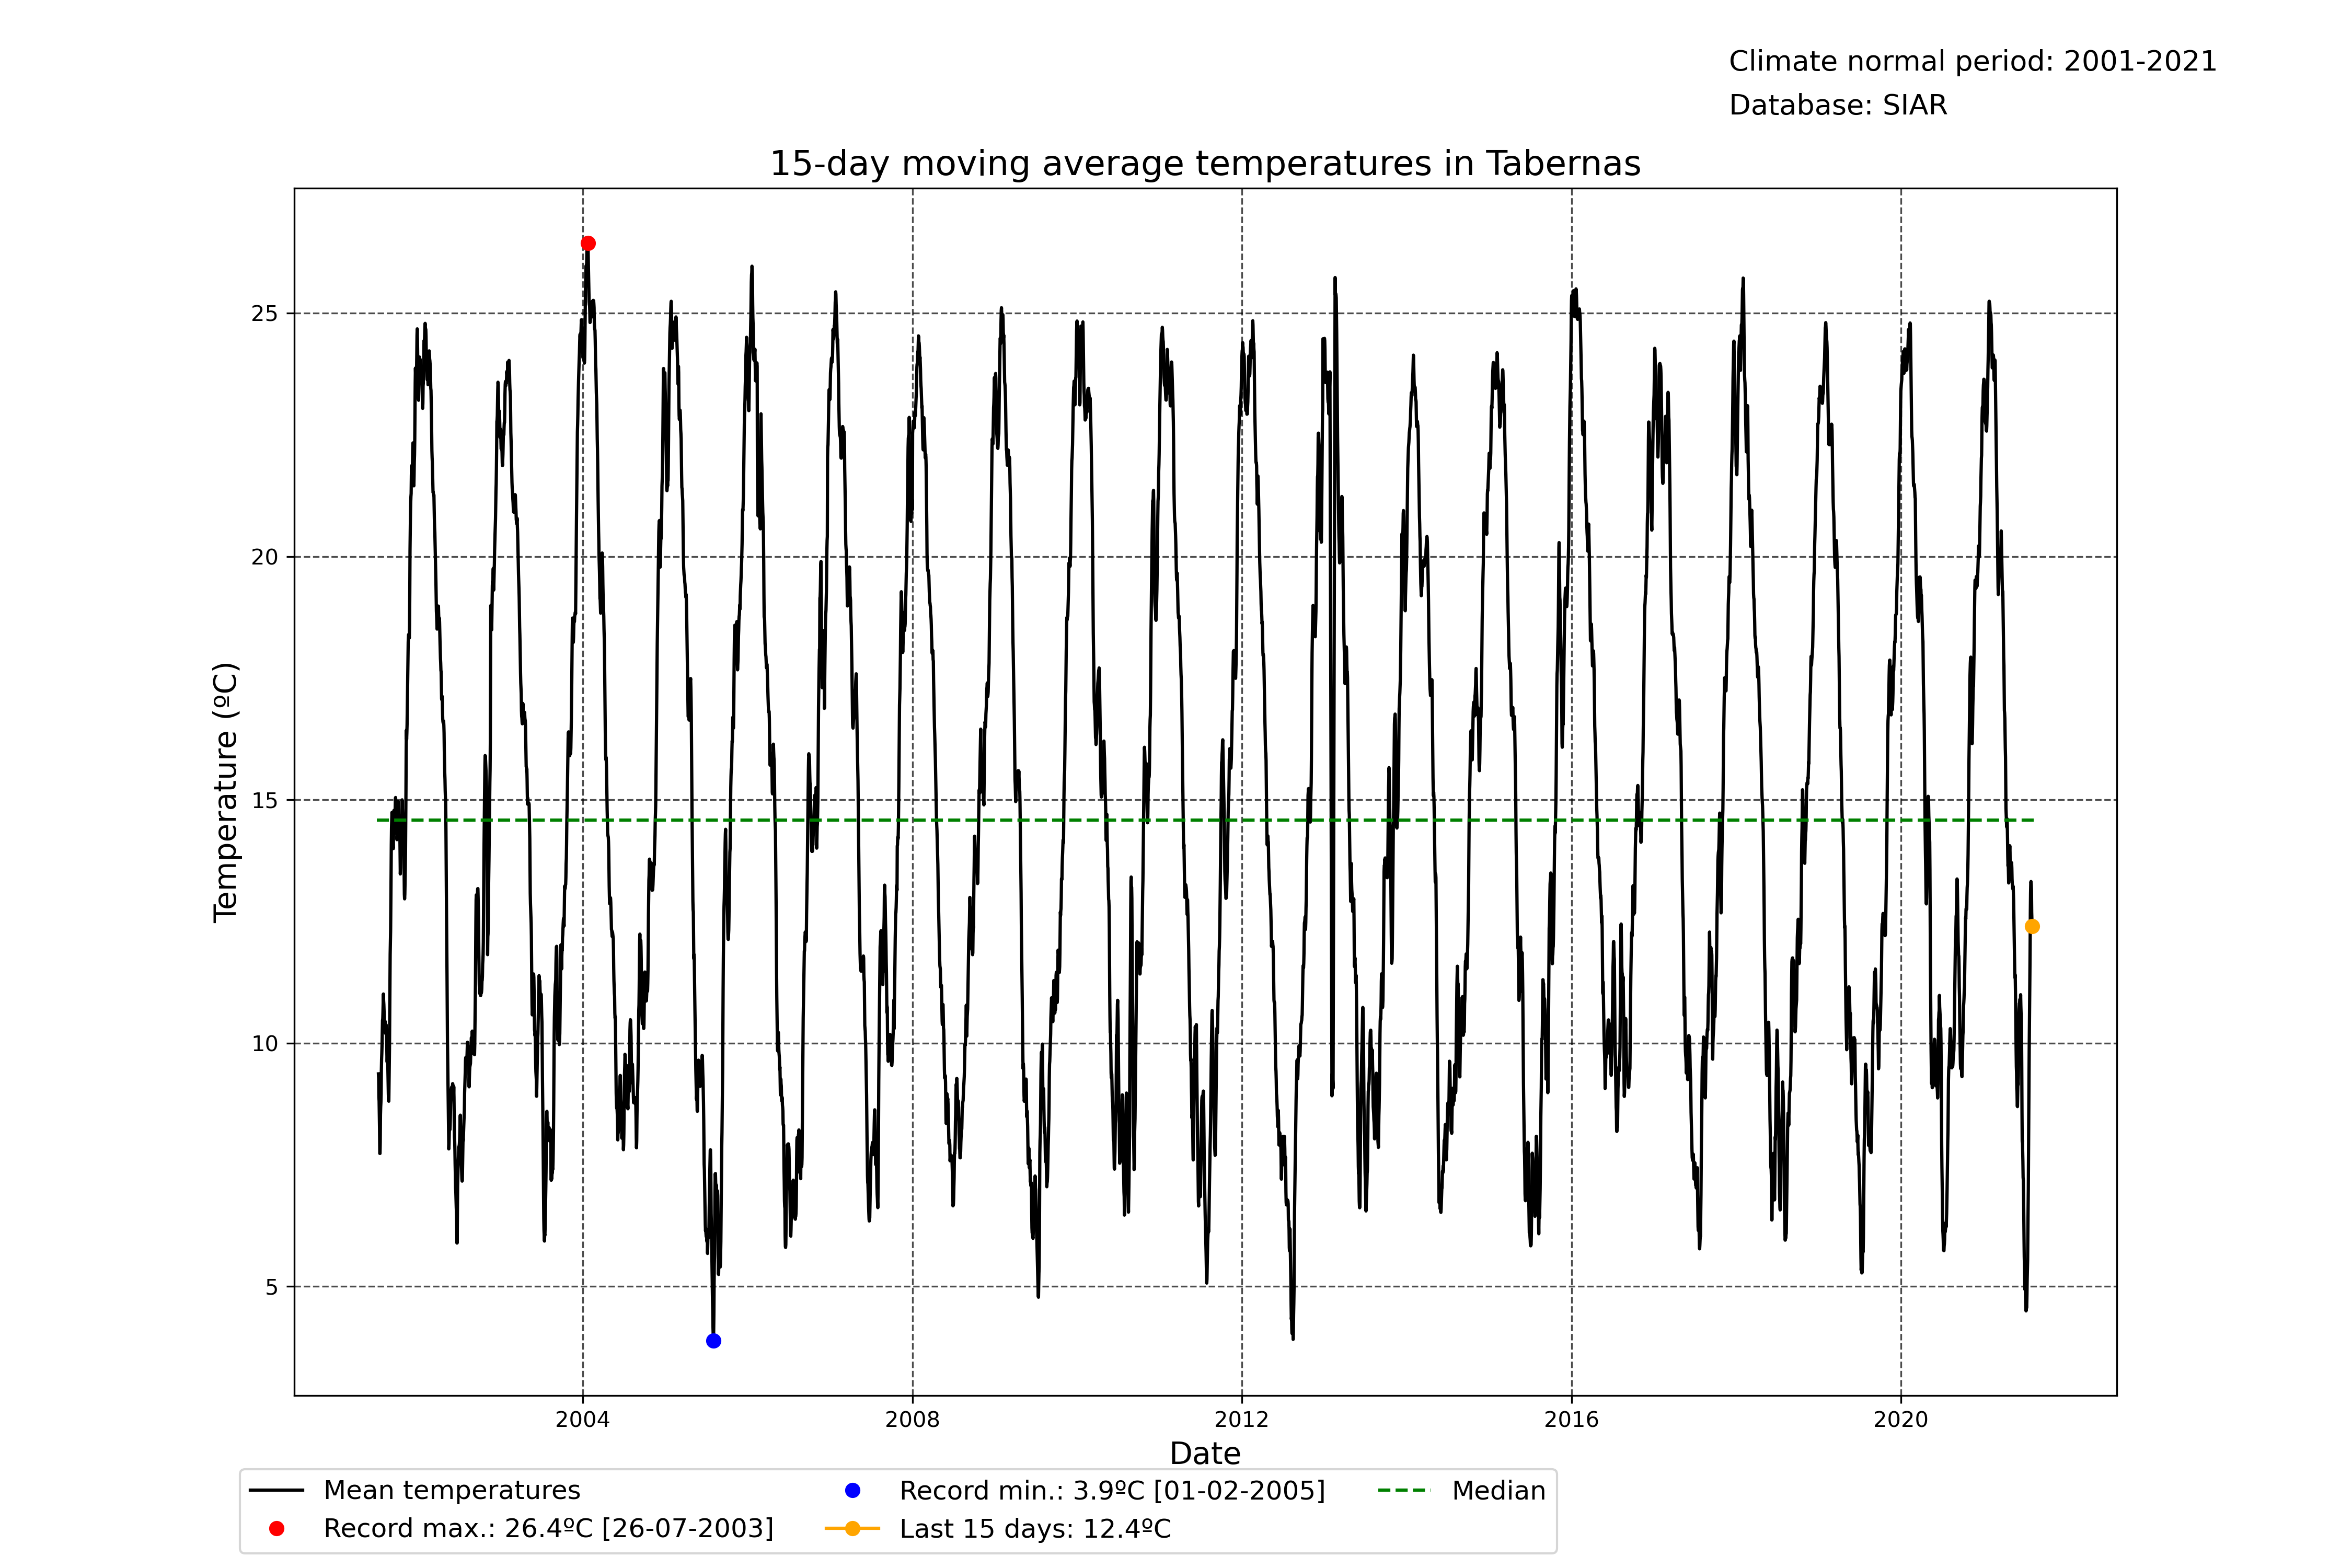 Climate normal period: 2001-2021
Database: SIAR
15-day moving average temperatures in Tabernas
25
20
15
10
5
Temperature (ºC)
2004 2008 2012 2016 2020
Date
Mean temperatures
Record max.: 26.4ºC [26-07-2003]
Record min.: 3.9ºC [01-02-2005]
Last 15 days: 12.4ºC
Median